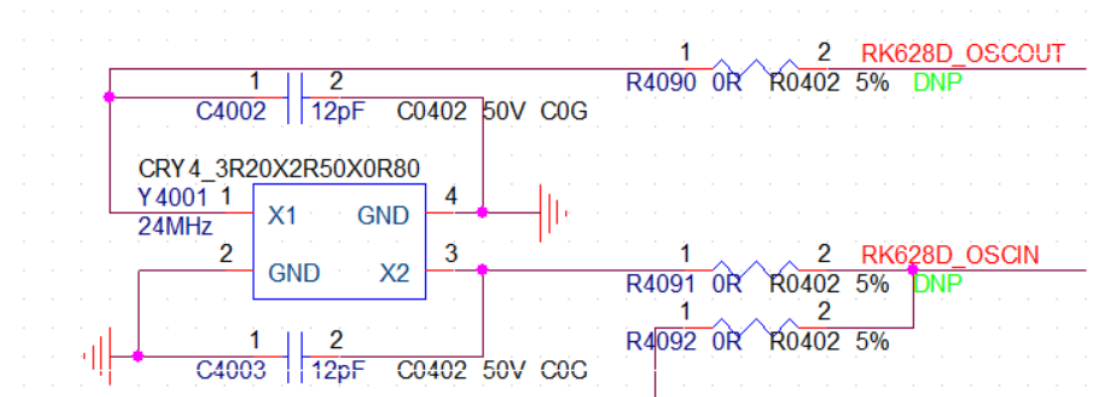 1 2 RK628D_OSCOUT
R4090 0R R0402 5% DNP
1 2
C4002 12pF C0402 50V C0G
CRY4_3R20X2R50X0R80
Y4001 1 X1 GND 4
24MHz
2 GND X2 3
1 2 RK628D_OSCIN
R4091 0R R0402 5% DNP
1 2
R4092 0R R0402 5%
1 2
C4003 12pF C0402 50V C0G